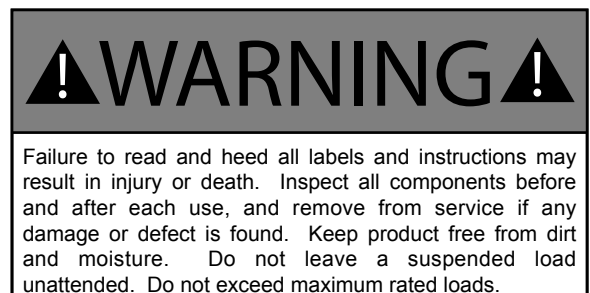 WARNING
Failure to read and heed all labels and instructions may
result in injury or death. Inspect all components before
and after each use, and remove from service if any
damage or defect is found. Keep product free from dirt
and moisture. Do not leave a suspended load
unattended. Do not exceed maximum rated loads.